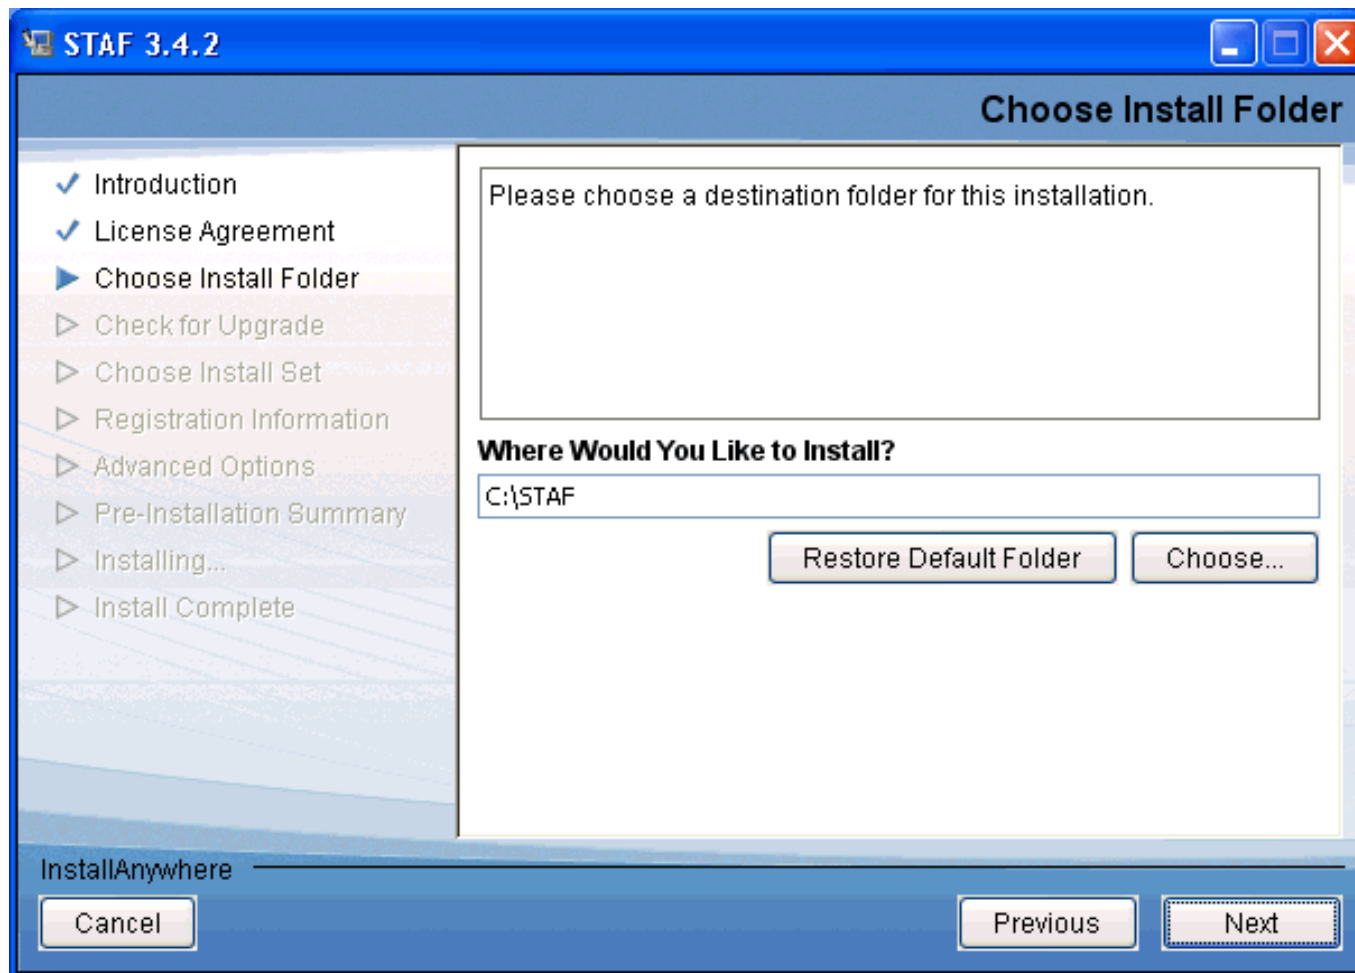 STAF 3.4.2
Choose Install Folder
Introduction
License Agreement
Choose Install Folder
Check for Upgrade
Choose Install Set
Registration Information
Advanced Options
Pre-Installation Summary
Installing...
Install Complete
Please choose a destination folder for this installation.
Where Would You Like to Install?
C:\STAF
Restore Default Folder Choose...
InstallAnywhere
Cancel Previous Next